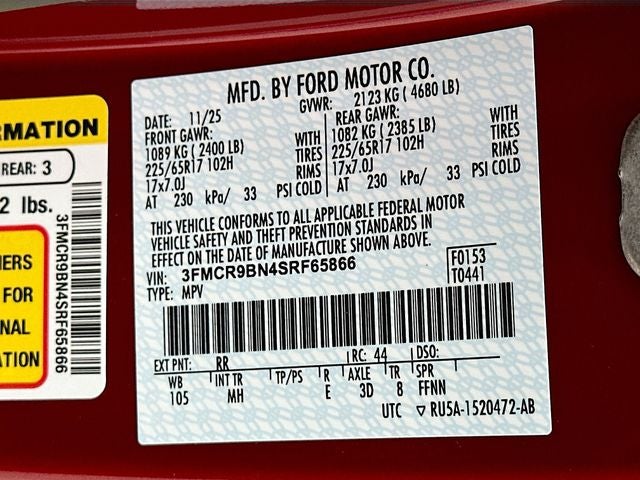 RMATION
REAR: 3
2 lbs.
ERS
FOR
NAL
TION
3FMCR9BN4SRF65866
MFD. BY FORD MOTOR CO.
DATE: 11/25 GVWR: 2123 KG ( 4680 LB)
FRONT GAWR: REAR GAWR:
1089 KG ( 2400 LB) WITH 1082 KG ( 2385 LB) WITH
225/65R17 102H TIRES 225/65R17 102H TIRES
17x7.0J RIMS 17x7.0J RIMS
AT 230 kPa/ 33 PSI COLD AT 230 kPa/ 33 PSI COLD
THIS VEHICLE CONFORMS TO ALL APPLICABLE FEDERAL MOTOR
VEHICLE SAFETY AND THEFT PREVENTION STANDARDS IN
EFFECT ON THE DATE OF MANUFACTURE SHOWN ABOVE.
VIN: 3FMCR9BN4SRF65866 F0153
TYPE: MPV T0441
EXT PNT: RR RC: 44 DSO:
WB INT TR TP/PS R AXLE TR SPR
105 MH E 3D 8 FFNN
UTC ▽ RU5A-1520472-AB